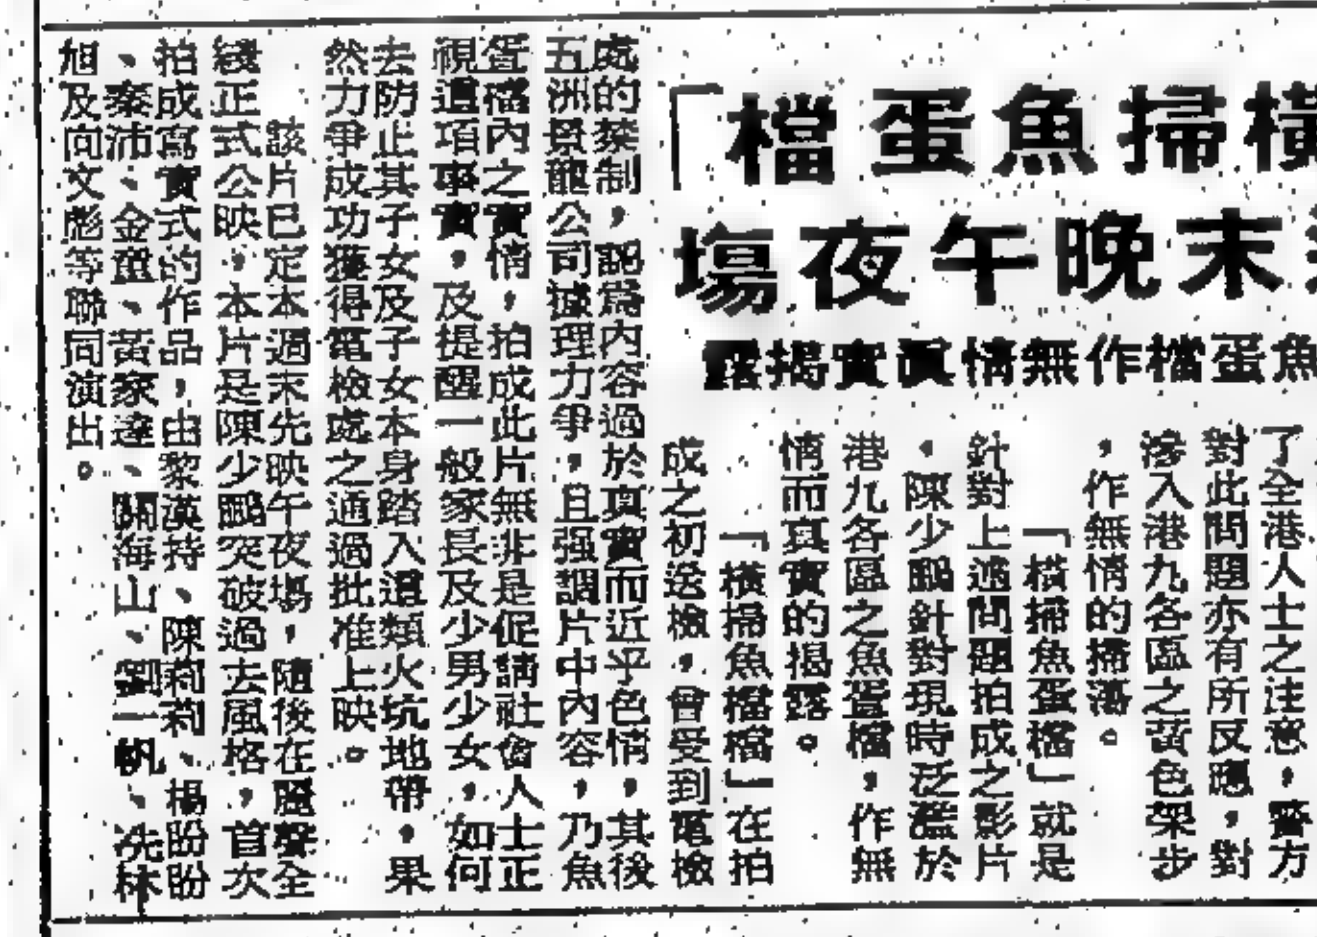 橫掃魚蛋檔「
末晚午夜場
魚蛋檔作無情眞實揭露
了全港人士之注意，警方
對此問題亦有所反應，對
滲入港九各區之黃色架步
，作無情的掃蕩。
「橫掃魚蛋檔」就是
針對上述問題拍成之影片
，陳少鵬針對現時泛濫於
港九各區之魚蛋檔，作無
情而真實的揭露。
「橫掃魚檔檔」在拍
成之初送檢，曾受到電檢
處的禁制，認爲內容過於真實而近乎色情，其後
五洲景龍公司據理力爭，且强調片中內容，乃魚
蛋檔內之實情，拍成此片無非是促請社會人士正
視這項事實，及提醒一般家長及少男少女，如何
去防止其子女及子女本身踏入這類火坑地帶，果
然力爭成功獲得電檢處之通過批准上映。
該片已定本週末先映午夜場，隨後在麗聲全
綫正式公映，本片是陳少鵬突破過去風格，首次
拍成寫實式的作品，由黎漢持、陳莉莉、楊盼盼
、秦沛、金童、黃家達、關海山、劉一帆、冼林
旭及向文彪等聯同演出。